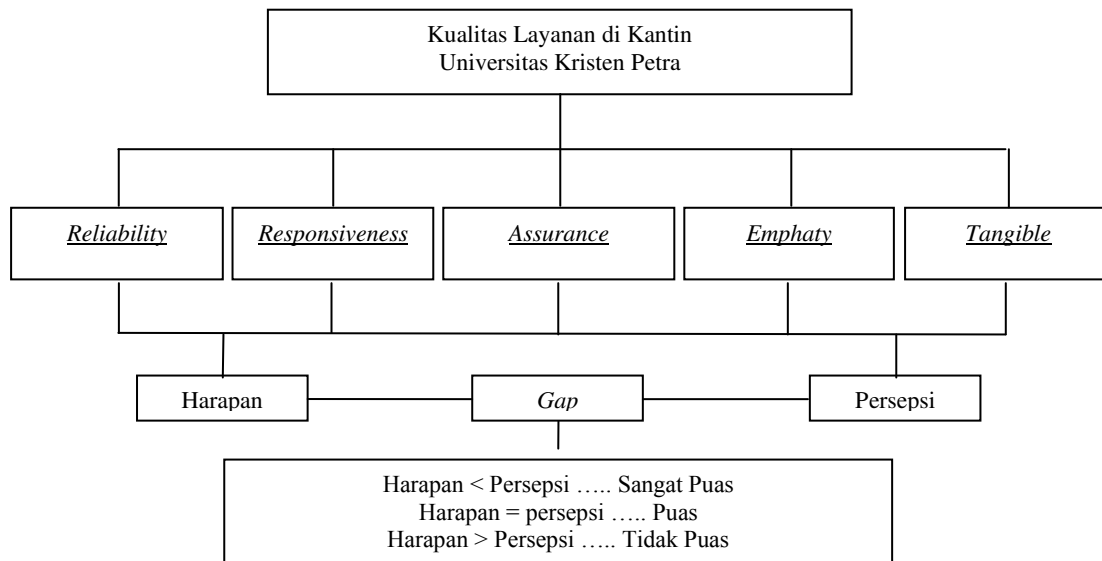 Kualitas Layanan di Kantin
Universitas Kristen Petra
Reliability
Responsiveness
Assurance
Emphaty
Tangible
Harapan
Gap
Persepsi
Harapan < Persepsi ….. Sangat Puas
Harapan = persepsi ….. Puas
Harapan > Persepsi ….. Tidak Puas